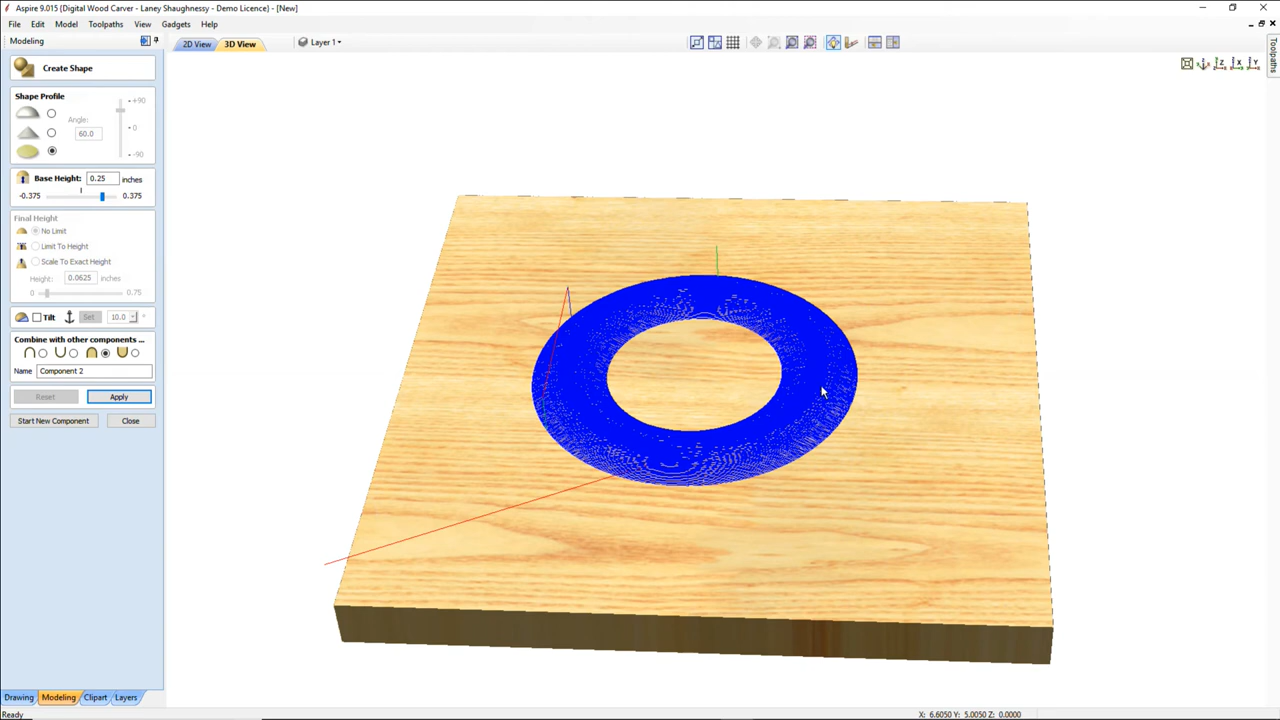 Aspire 9.015 (Digital Wood Carver - Laney Shaughnessy - Demo Licence) - [New]
File Edit Model Toolpaths View Gadgets Help
Modeling
2D View 3D View Layer 1
Toolpaths
Create Shape
Shape Profile
Angle:
60.0
+90
0
-90
Base Height: 0.25 inches
-0.375 0.375
Final Height
No Limit
Limit To Height
Scale To Exact Height
Height: 0.0625 inches
0 0.75
Tilt Set 10.0 °
Combine with other components ...
Name Component 2
Reset Apply
Start New Component Close
Drawing Modeling Clipart Layers
Ready X: 6.6050 Y: 5.0050 Z: 0.0000